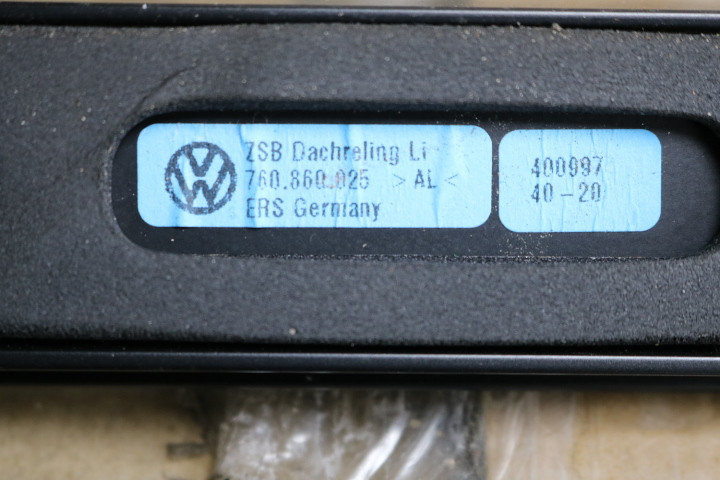 ZSB Dachreling Li
760.860.025 >AL<
ERS Germany
400997
40-20